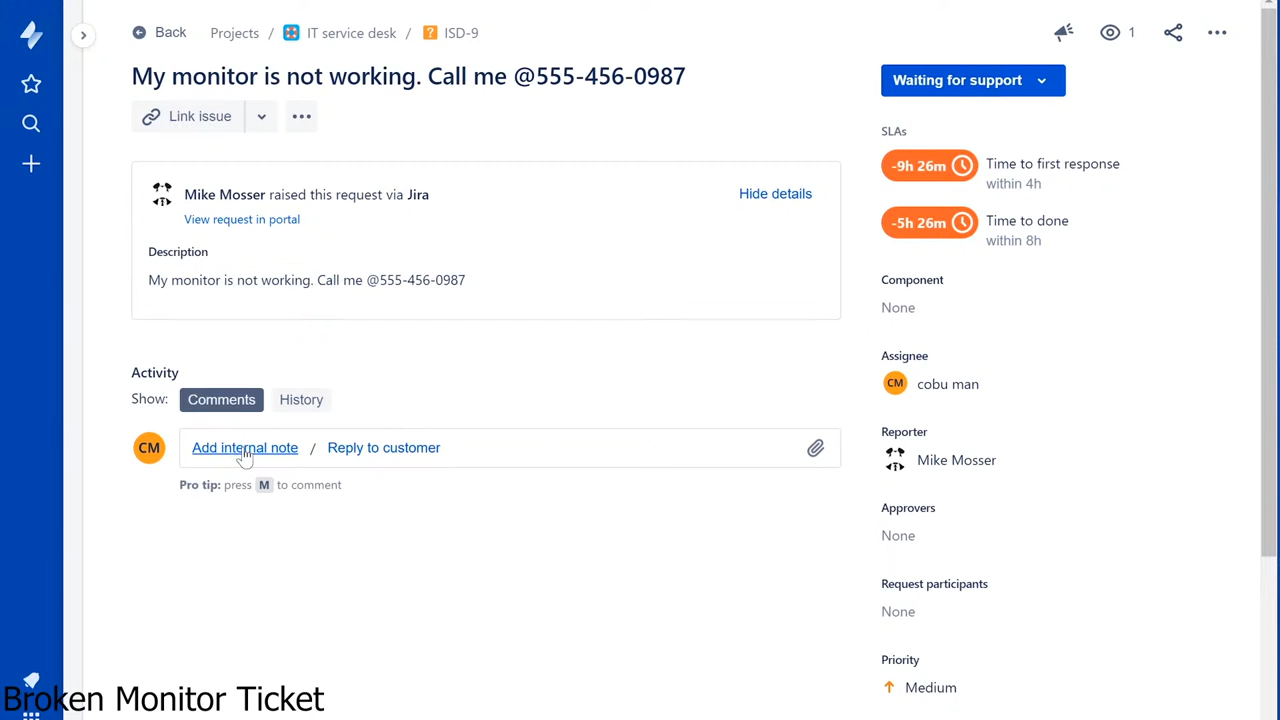 Back Projects / IT service desk / ISD-9 1
My monitor is not working. Call me @555-456-0987
Link issue
Waiting for support
SLAs
-9h 26m Time to first response
within 4h
-5h 26m Time to done
within 8h
Mike Mosser raised this request via Jira Hide details
View request in portal
Description
My monitor is not working. Call me @555-456-0987
Component
None
Assignee
CM cobu man
Activity
Show: Comments History
CM Add internal note / Reply to customer
Pro tip: press M to comment
Reporter
Mike Mosser
Approvers
None
Request participants
None
Priority
Medium
Broken Monitor Ticket